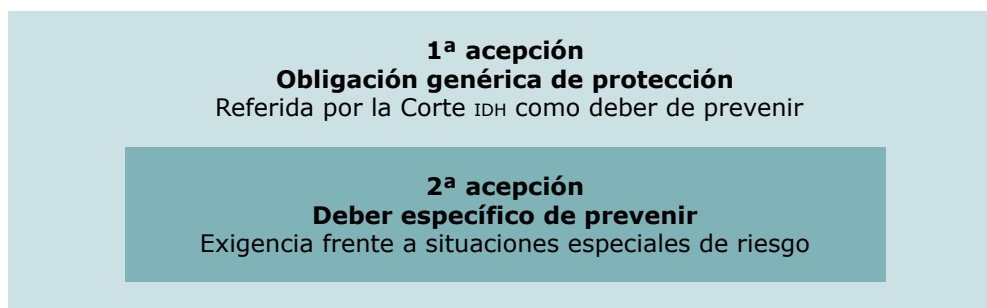 1ª acepción
Obligación genérica de protección
Referida por la Corte IDH como deber de prevenir
2ª acepción
Deber específico de prevenir
Exigencia frente a situaciones especiales de riesgo